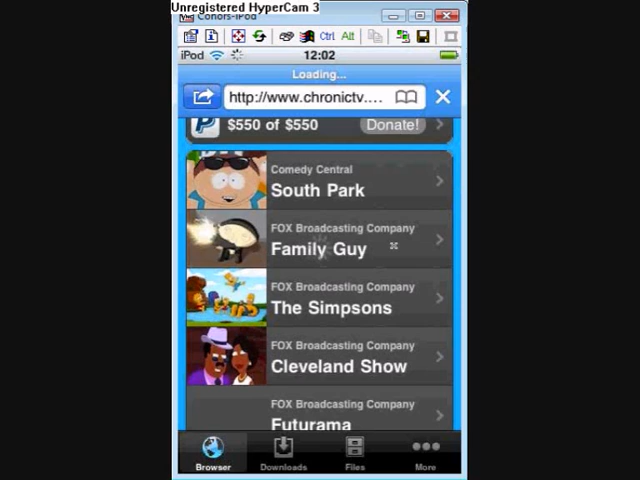 Unregistered HyperCam 3
Conors-iPod
Ctrl Alt
iPod 12:02
Loading...
http://www.chronictv....
$550 of $550 Donate!
Comedy Central
South Park
FOX Broadcasting Company
Family Guy
FOX Broadcasting Company
The Simpsons
FOX Broadcasting Company
Cleveland Show
FOX Broadcasting Company
Futurama
Browser Downloads Files More